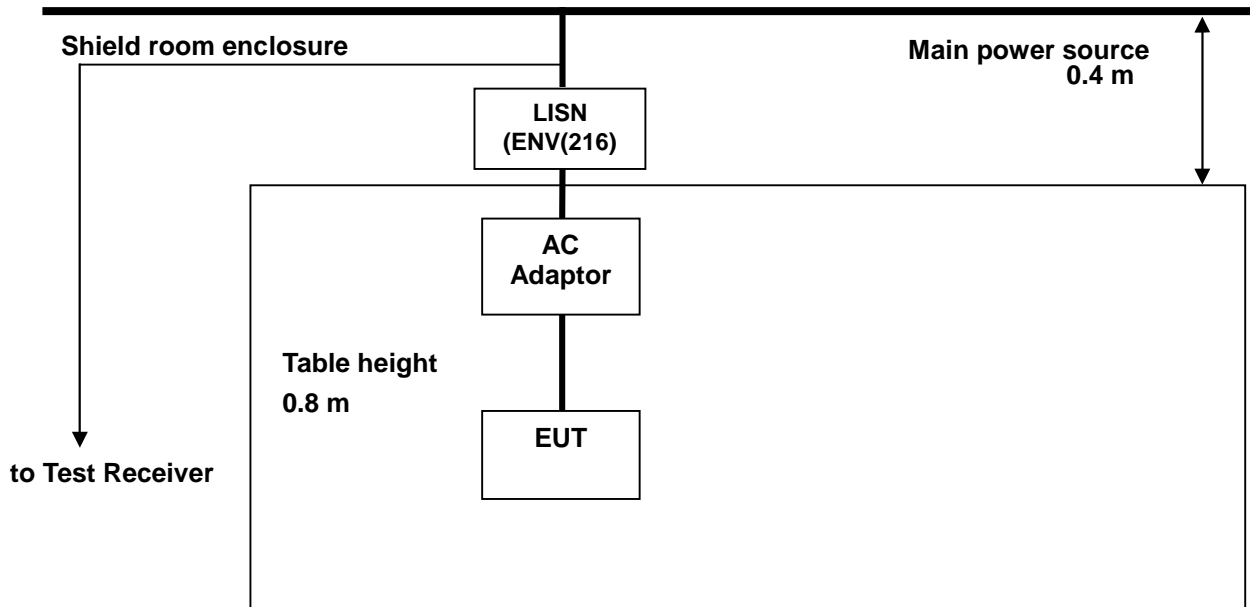 Shield room enclosure
Main power source
0.4 m
LISN
(ENV(216)
AC
Adaptor
Table height
0.8 m
EUT
to Test Receiver